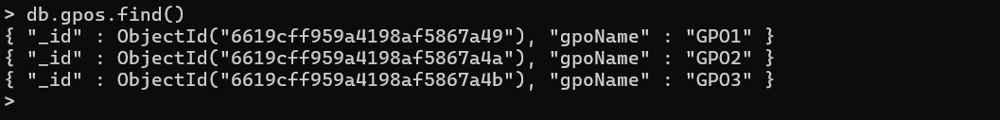 > db.gpos.find()
{ "_id" : ObjectId("6619cff959a4198af5867a49"), "gpoName" : "GPO1" }
{ "_id" : ObjectId("6619cff959a4198af5867a4a"), "gpoName" : "GPO2" }
{ "_id" : ObjectId("6619cff959a4198af5867a4b"), "gpoName" : "GPO3" }
>